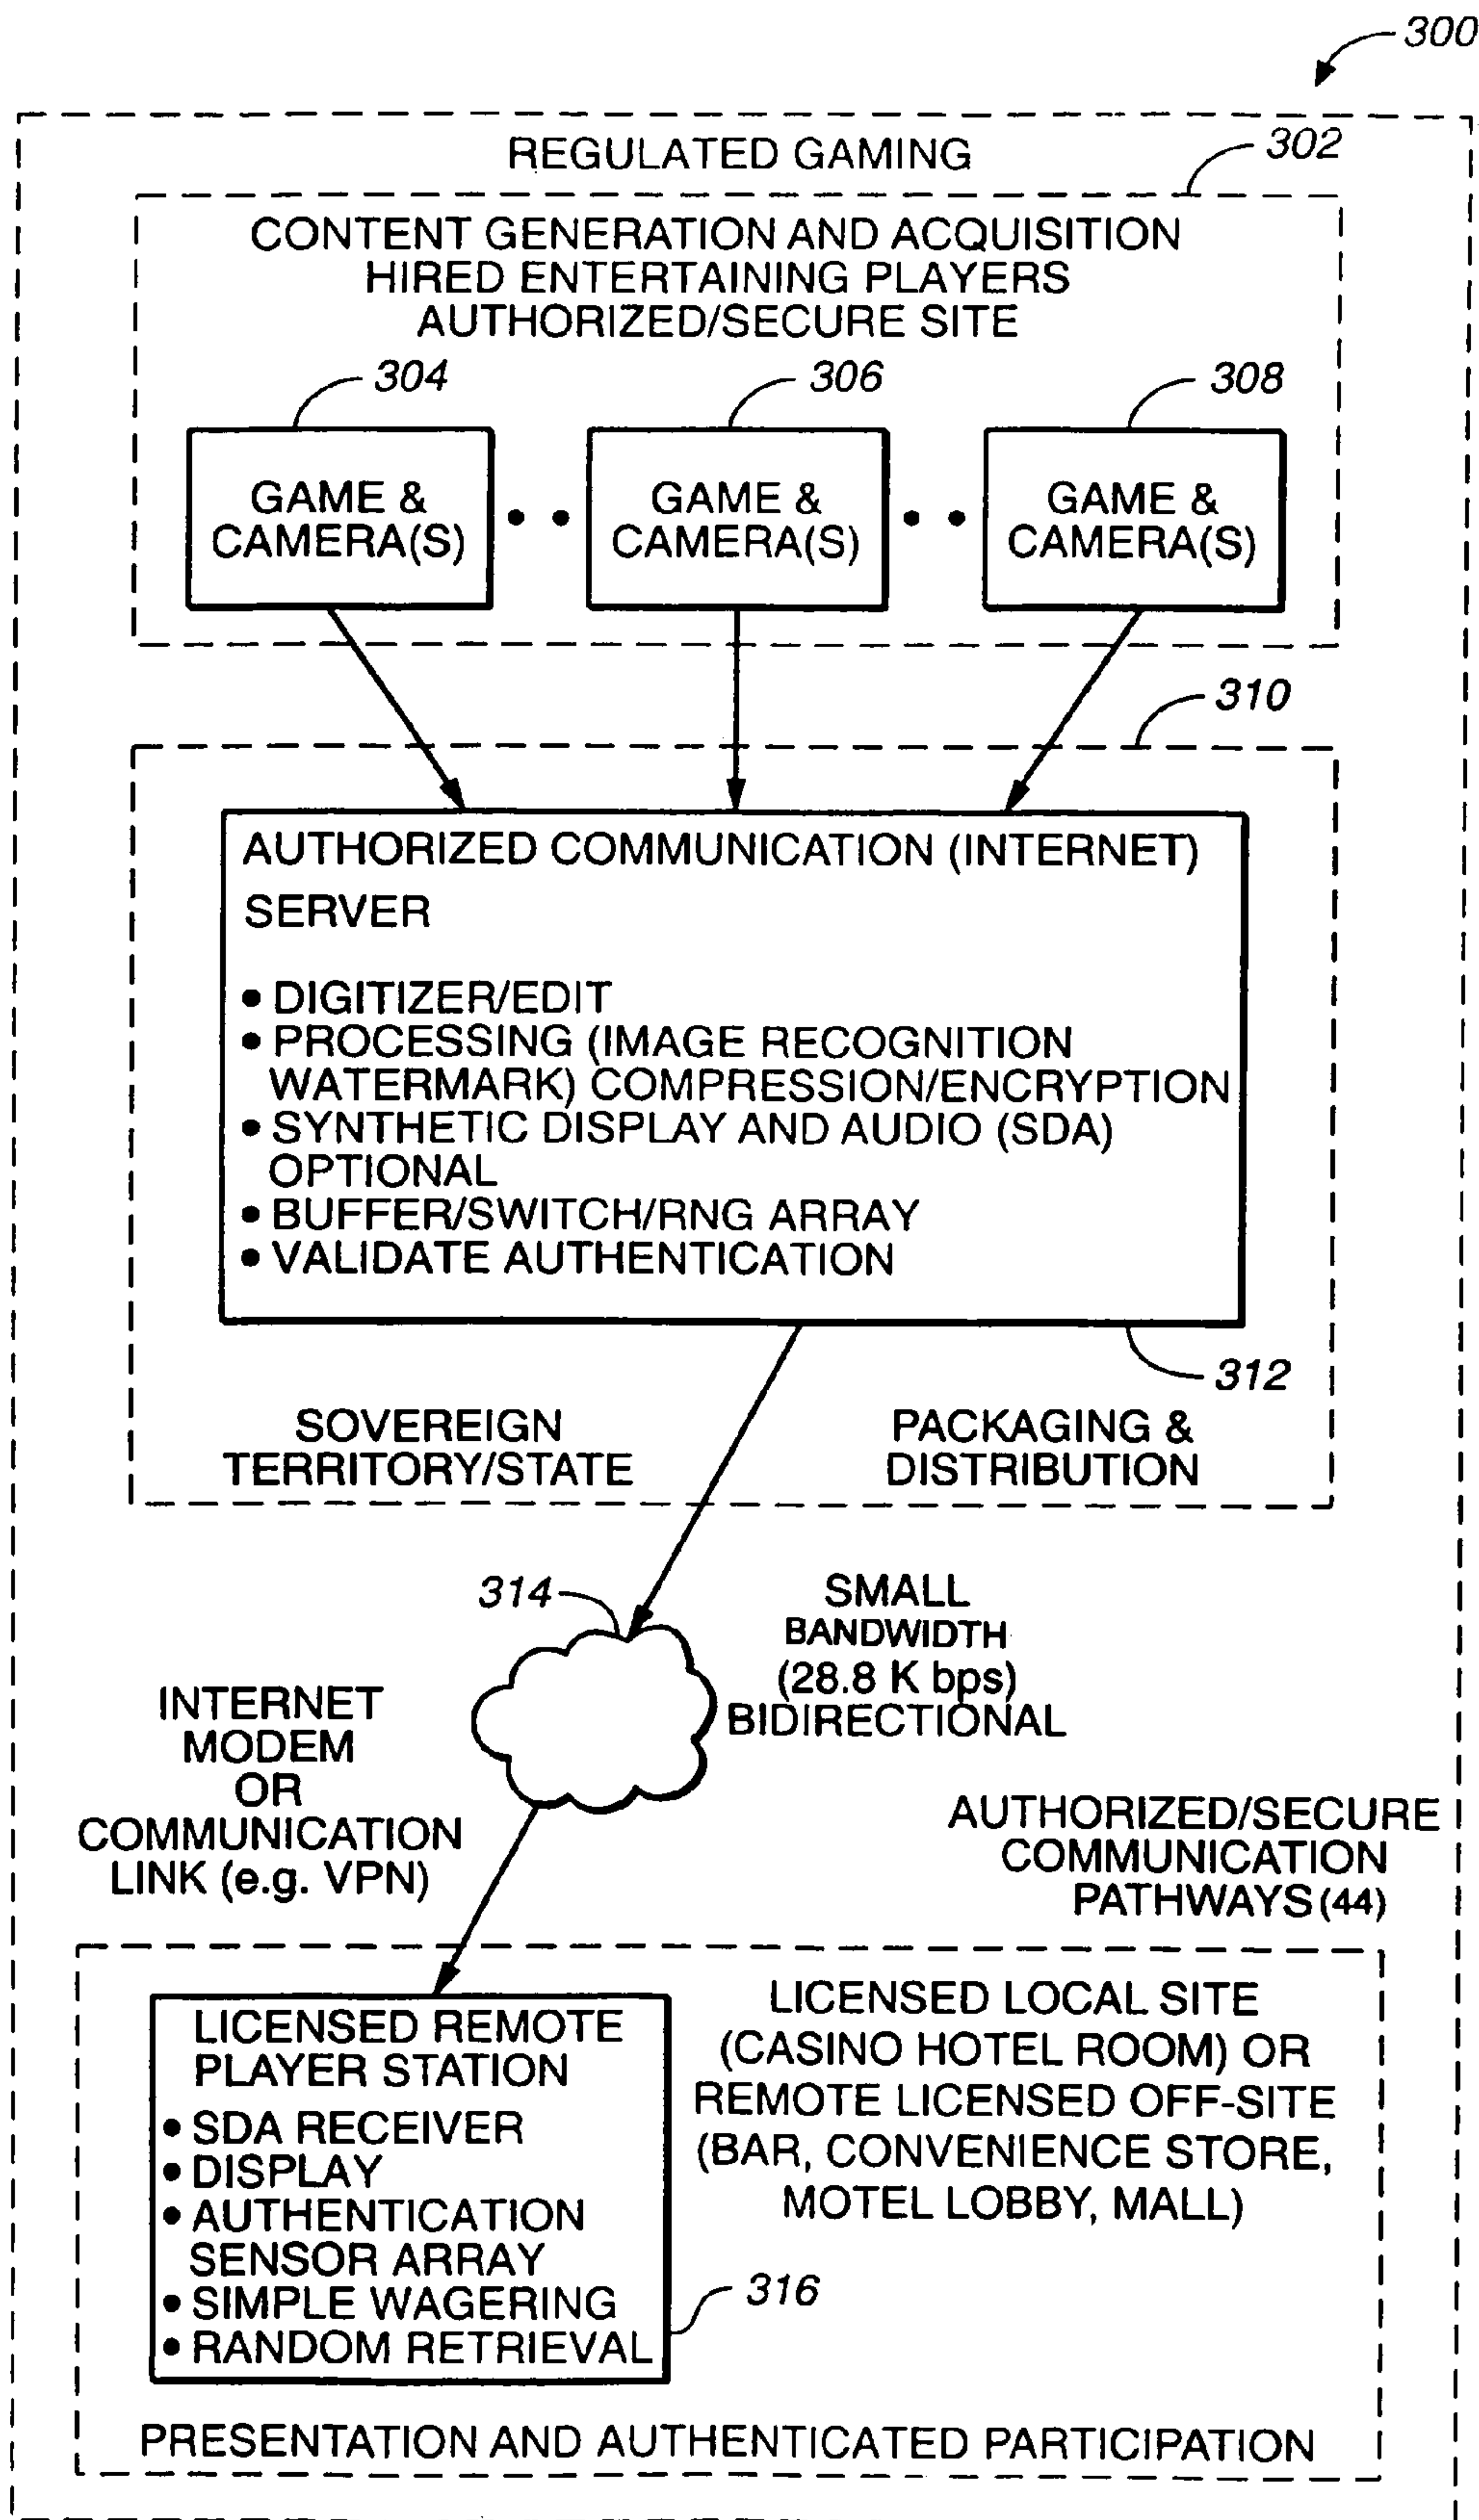 300
REGULATED GAMING
302
CONTENT GENERATION AND ACQUISITION
HIRED ENTERTAINING PLAYERS
AUTHORIZED/SECURE SITE
304
306
308
GAME &
CAMERA(S)
GAME &
CAMERA(S)
GAME &
CAMERA(S)
310
AUTHORIZED COMMUNICATION (INTERNET)
SERVER
• DIGITIZER/EDIT
• PROCESSING (IMAGE RECOGNITION
WATERMARK) COMPRESSION/ENCRYPTION
• SYNTHETIC DISPLAY AND AUDIO (SDA)
OPTIONAL
• BUFFER/SWITCH/RNG ARRAY
• VALIDATE AUTHENTICATION
312
SOVEREIGN
TERRITORY/STATE
PACKAGING &
DISTRIBUTION
314
SMALL
BANDWIDTH
(28.8 K bps)
BIDIRECTIONAL
INTERNET
MODEM
OR
COMMUNICATION
LINK (e.g. VPN)
AUTHORIZED/SECURE
COMMUNICATION
PATHWAYS (44)
LICENSED REMOTE
PLAYER STATION
• SDA RECEIVER
• DISPLAY
• AUTHENTICATION
SENSOR ARRAY
• SIMPLE WAGERING
• RANDOM RETRIEVAL
LICENSED LOCAL SITE
(CASINO HOTEL ROOM) OR
REMOTE LICENSED OFF-SITE
(BAR, CONVENIENCE STORE,
MOTEL LOBBY, MALL)
316
PRESENTATION AND AUTHENTICATED PARTICIPATION